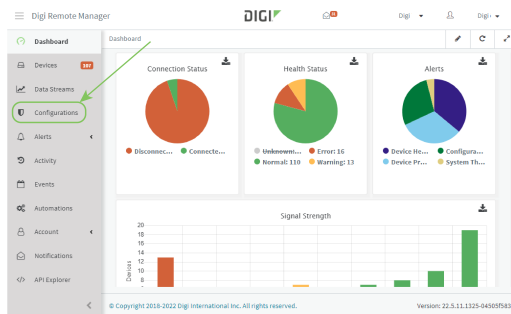 Digi Remote Manager
DIGI
Digi
Digi
Dashboard
Devices
Data Streams
Configurations
Alerts
Activity
Events
Automations
Account
Notifications
API Explorer
Dashboard
Connection Status
Disconnec...
Connecte...
Health Status
Unknown:...
Error: 16
Normal: 110
Warning: 13
Alerts
Device He...
Configura...
Device Pr...
System Th...
Signal Strength
Devices
20
18
16
14
12
10
8
© Copyright 2018-2022 Digi International Inc. All rights reserved.
Version: 22.5.11.1325-04505f583